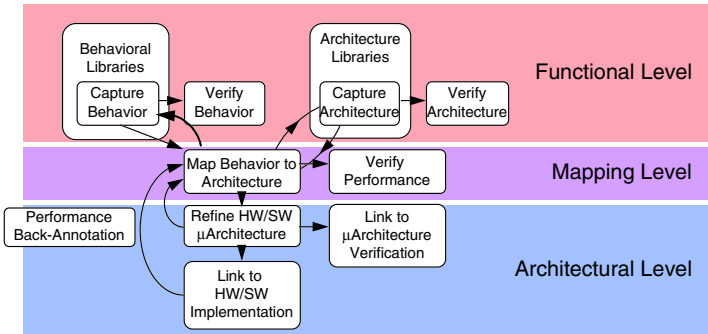 Behavioral
Libraries
Capture
Behavior
Verify
Behavior
Architecture
Libraries
Capture
Architecture
Verify
Architecture
Functional Level
Map Behavior to
Architecture
Verify
Performance
Mapping Level
Performance
Back-Annotation
Refine HW/SW
μArchitecture
Link to
μArchitecture
Verification
Link to
HW/SW
Implementation
Architectural Level